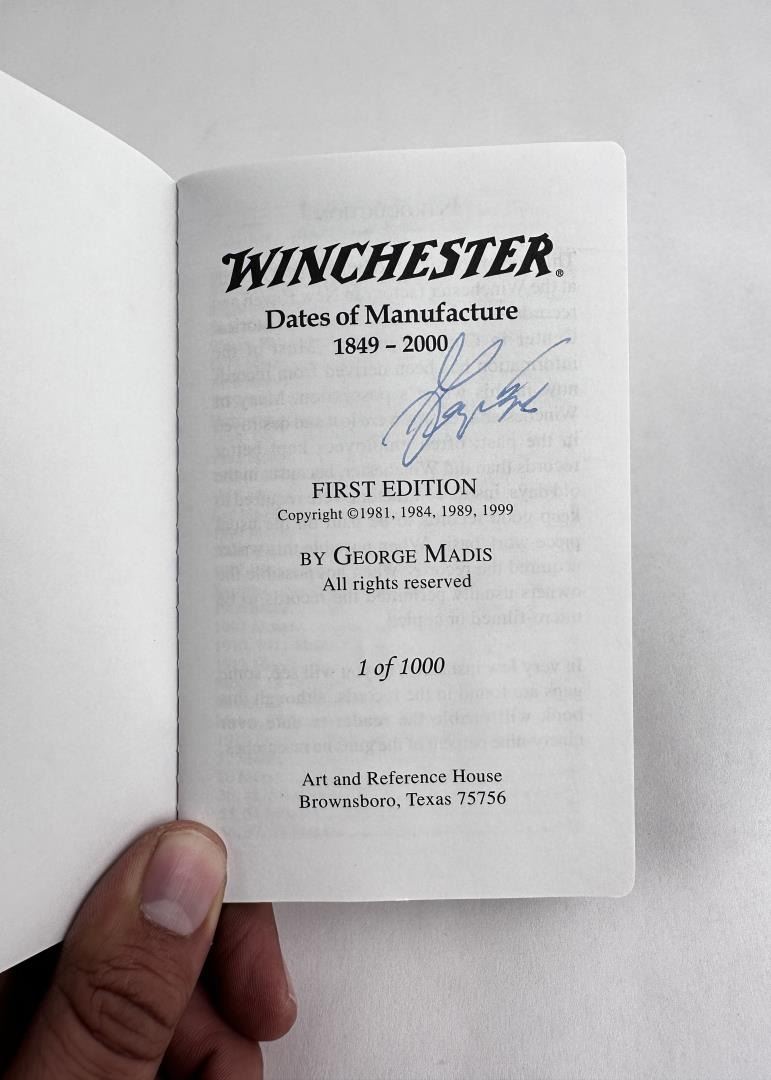 WINCHESTER®
Dates of Manufacture
1849 – 2000
FIRST EDITION
Copyright ©1981, 1984, 1989, 1999
BY GEORGE MADIS
All rights reserved
1 of 1000
Art and Reference House
Brownsboro, Texas 75756